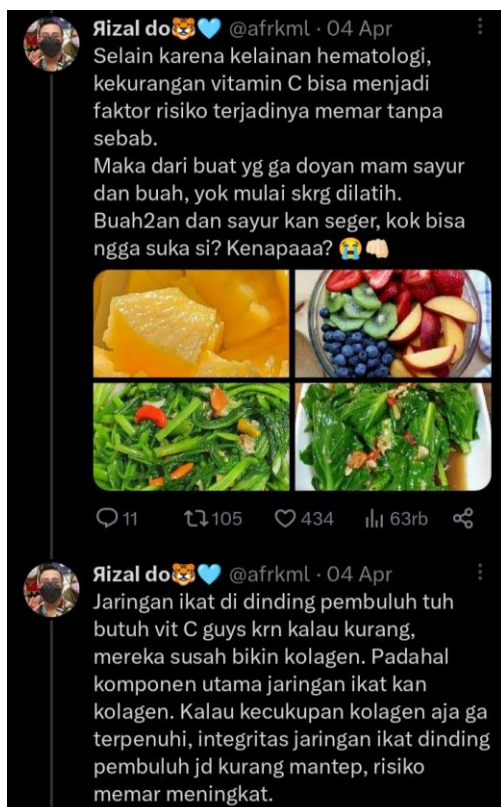 Яizal do🐯🩵 @afrkml · 04 Apr
Selain karena kelainan hematologi,
kekurangan vitamin C bisa menjadi
faktor risiko terjadinya memar tanpa
sebab.
Maka dari buat yg ga doyan mam sayur
dan buah, yok mulai skrg dilatih.
Buah2an dan sayur kan seger, kok bisa
ngga suka si? Kenapaaa? 😭👊🏻
11 105 434 63rb
Яizal do🐯🩵 @afrkml · 04 Apr
Jaringan ikat di dinding pembuluh tuh
butuh vit C guys krn kalau kurang,
mereka susah bikin kolagen. Padahal
komponen utama jaringan ikat kan
kolagen. Kalau kecukupan kolagen aja ga
terpenuhi, integritas jaringan ikat dinding
pembuluh jd kurang mantep, risiko
memar meningkat.